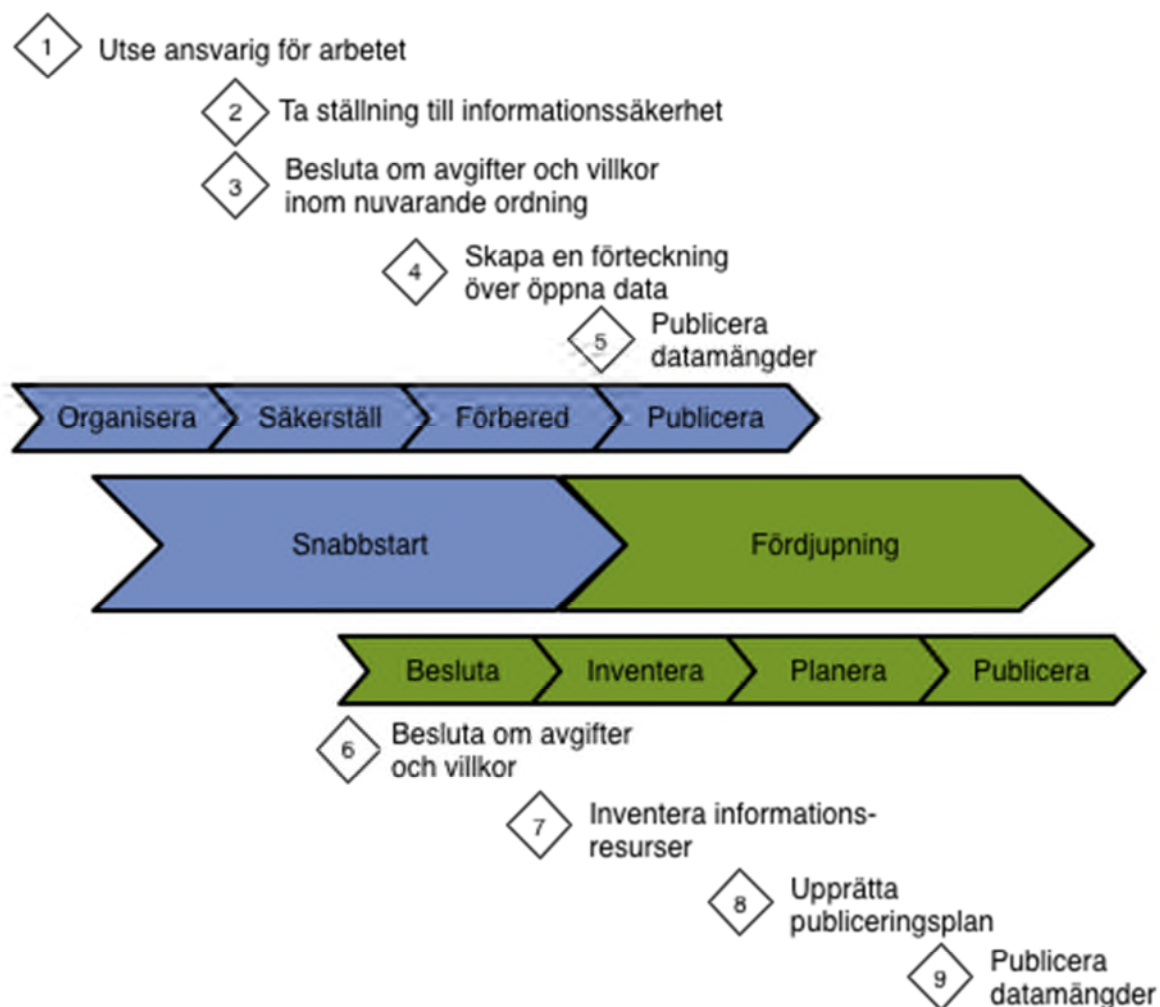 1
Utse ansvarig för arbetet
2
Ta ställning till informationssäkerhet
3
Besluta om avgifter och villkor
inom nuvarande ordning
4
Skapa en förteckning
över öppna data
5
Publicera
datamängder
Organisera
Säkerställ
Förbered
Publicera
Snabbstart
Fördjupning
Besluta
Inventera
Planera
Publicera
6
Besluta om avgifter
och villkor
7
Inventera informations-
resurser
8
Upprätta
publiceringsplan
9
Publicera
datamängder